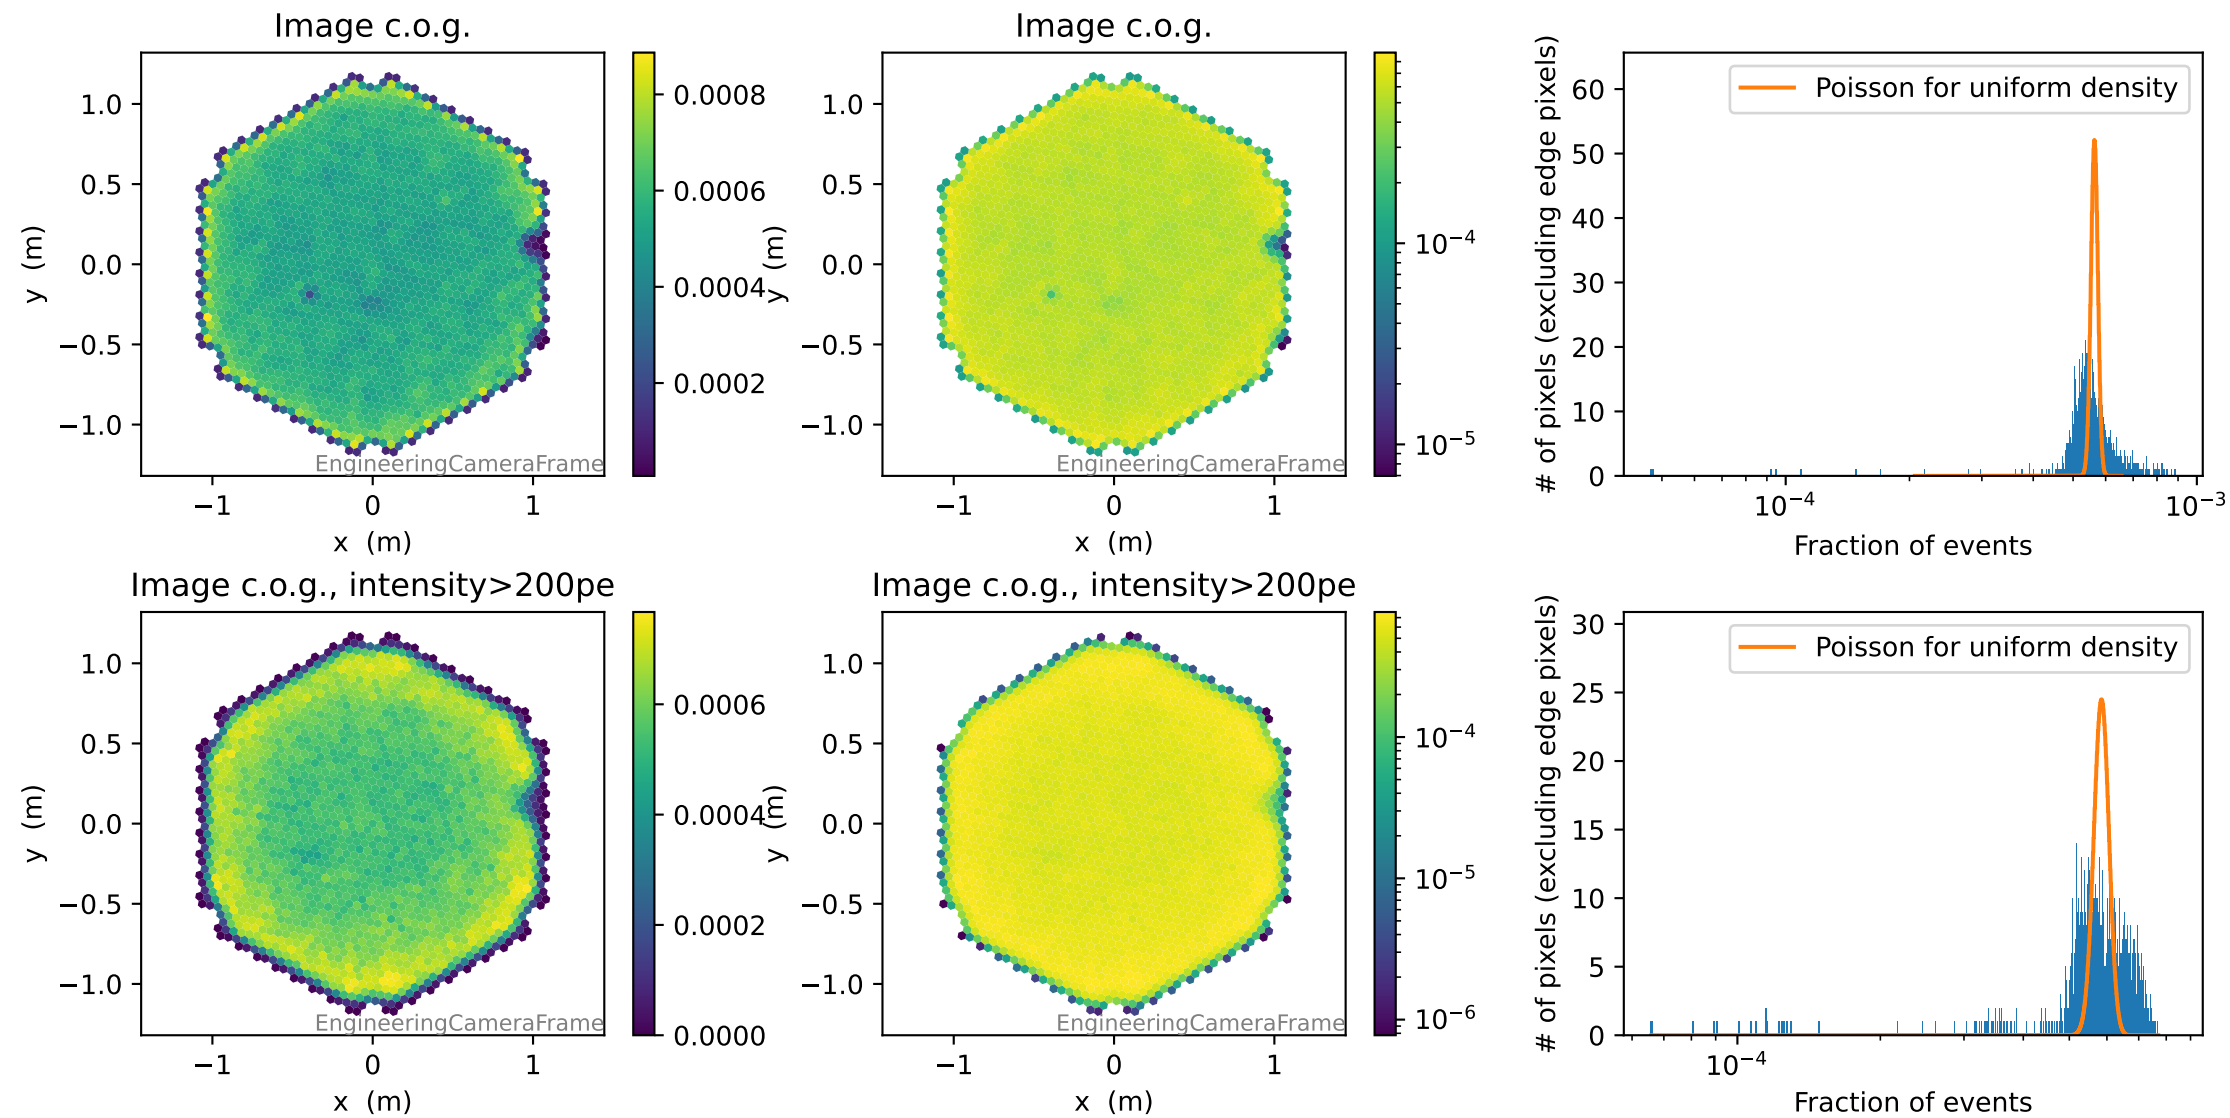 Image c.o.g.
1.0
0.5
0.0
−0.5
−1.0
y (m)
−1
0
1
x (m)
EngineeringCameraFrame
0.0008
0.0006
0.0004
0.0002
Image c.o.g.
1.0
0.5
0.0
−0.5
−1.0
y (m)
−1
0
1
x (m)
EngineeringCameraFrame
10⁻⁴
10⁻⁵
# of pixels (excluding edge pixels)
60
50
40
30
20
10
0
Poisson for uniform density
10⁻⁴
10⁻³
Fraction of events
Image c.o.g., intensity>200pe
1.0
0.5
0.0
−0.5
−1.0
y (m)
−1
0
1
x (m)
EngineeringCameraFrame
0.0006
0.0004
0.0002
0.0000
Image c.o.g., intensity>200pe
1.0
0.5
0.0
−0.5
−1.0
y (m)
−1
0
1
x (m)
EngineeringCameraFrame
10⁻⁴
10⁻⁵
10⁻⁶
# of pixels (excluding edge pixels)
30
25
20
15
10
5
0
Poisson for uniform density
10⁻⁴
Fraction of events